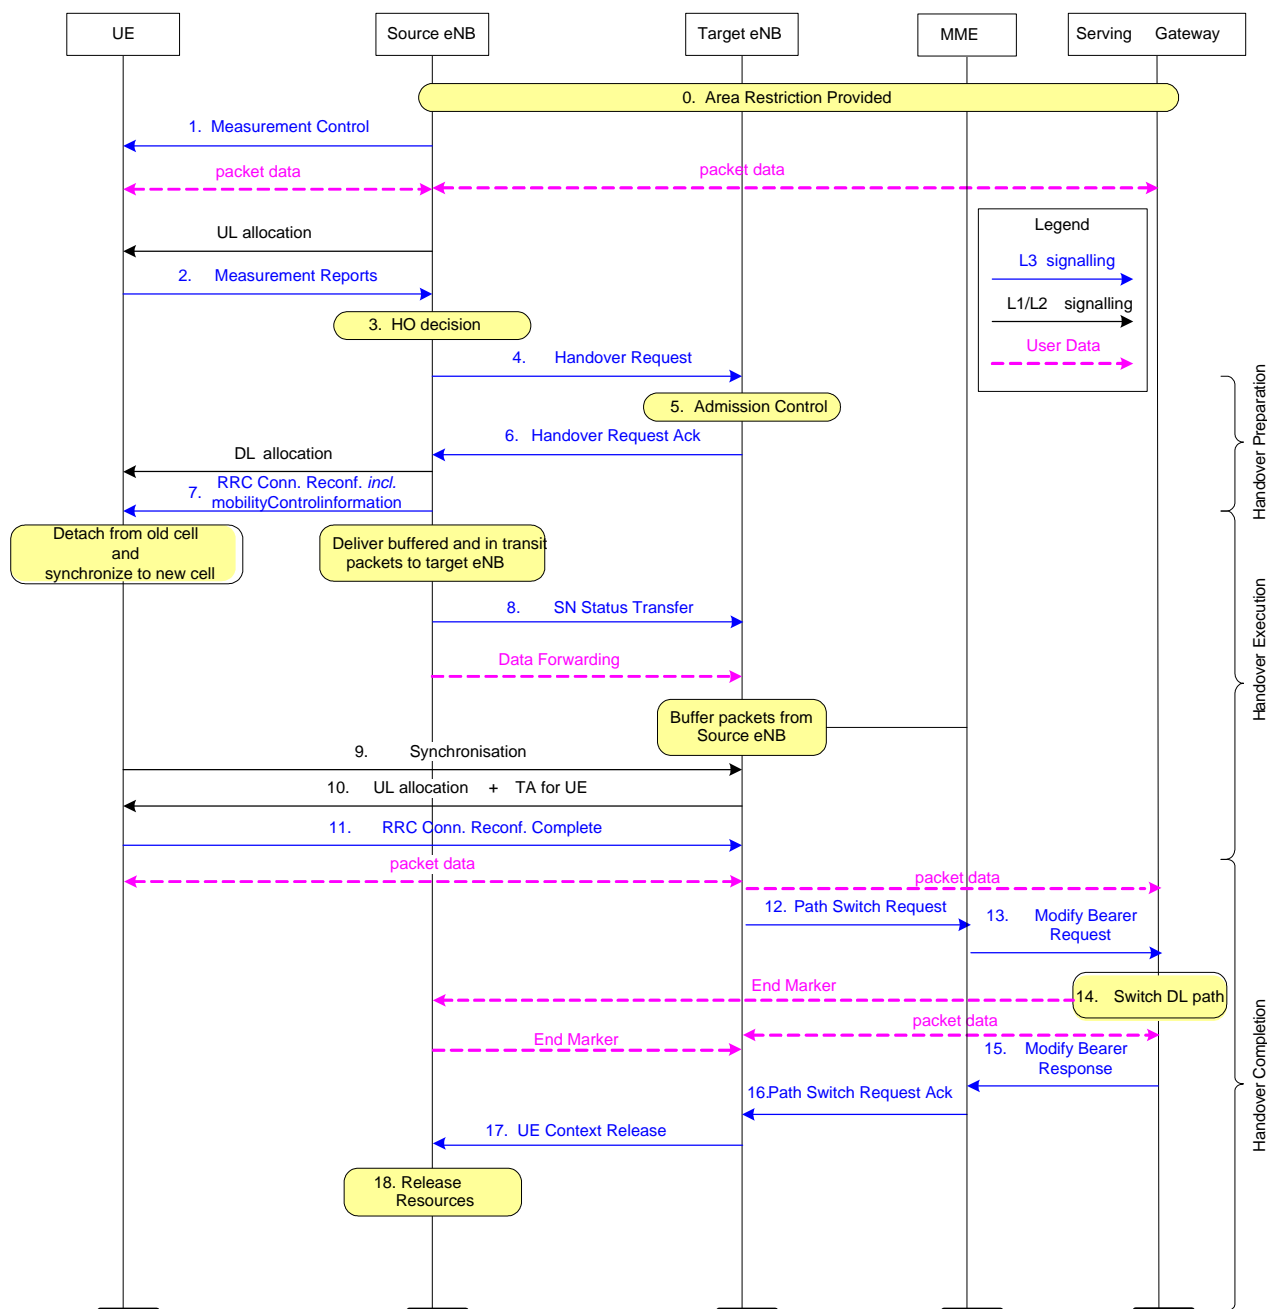 UE
Source eNB
Target eNB
MME
Serving Gateway
0. Area Restriction Provided
1. Measurement Control
packet data
packet data
Legend
L3 signalling
L1/L2 signalling
User Data
UL allocation
2. Measurement Reports
3. HO decision
4. Handover Request
5. Admission Control
6. Handover Request Ack
DL allocation
7. RRC Conn. Reconf. incl.
mobilityControlinformation
Handover Preparation
Detach from old cell
and
synchronize to new cell
Deliver buffered and in transit
packets to target eNB
8. SN Status Transfer
Data Forwarding
Buffer packets from
Source eNB
9. Synchronisation
10. UL allocation + TA for UE
11. RRC Conn. Reconf. Complete
Handover Execution
packet data
packet data
12. Path Switch Request
13. Modify Bearer
Request
End Marker
14. Switch DL path
packet data
End Marker
15. Modify Bearer
Response
16.Path Switch Request Ack
17. UE Context Release
18. Release
Resources
Handover Completion